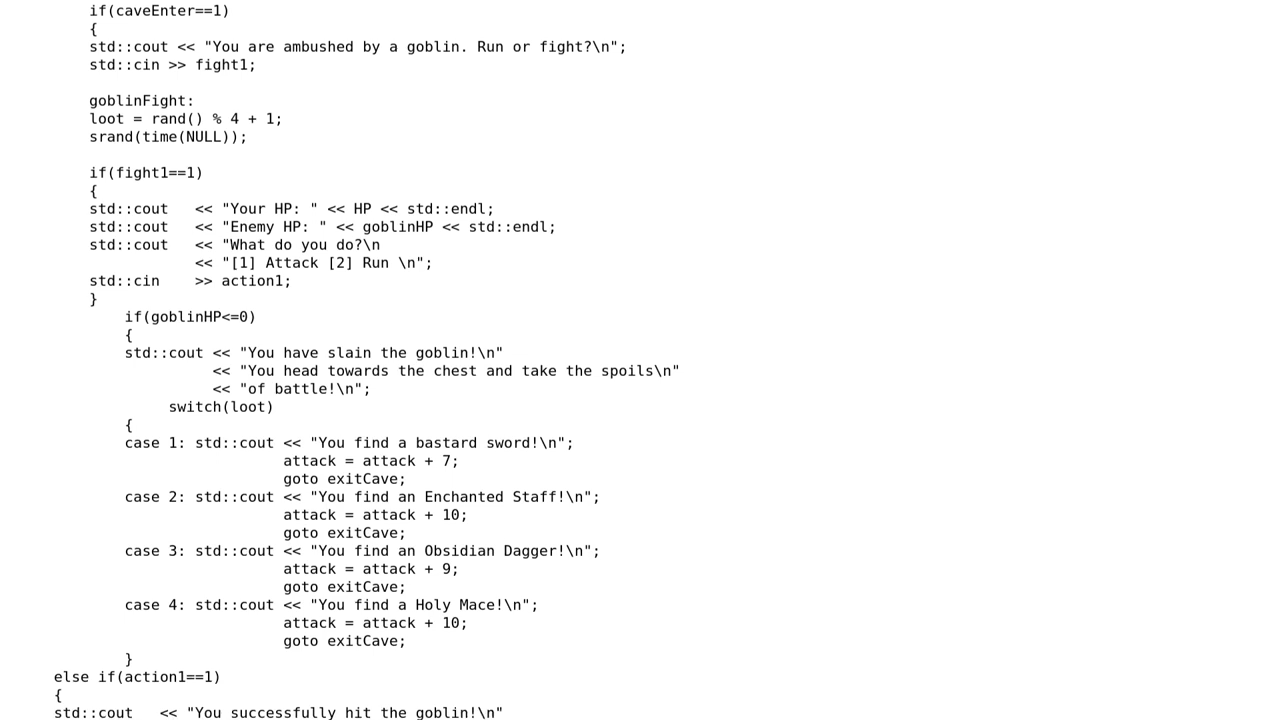 if(caveEnter==1)
{
std::cout << "You are ambushed by a goblin. Run or fight?\n";
std::cin >> fight1;
goblinFight:
loot = rand() % 4 + 1;
srand(time(NULL));
if(fight1==1)
{
std::cout   << "Your HP: " << HP << std::endl;
std::cout   << "Enemy HP: " << goblinHP << std::endl;
std::cout   << "What do you do?\n
<< "[1] Attack [2] Run \n";
std::cin    >> action1;
}
if(goblinHP<=0)
{
std::cout << "You have slain the goblin!\n"
<< "You head towards the chest and take the spoils\n"
<< "of battle!\n";
switch(loot)
{
case 1: std::cout << "You find a bastard sword!\n";
attack = attack + 7;
goto exitCave;
case 2: std::cout << "You find an Enchanted Staff!\n";
attack = attack + 10;
goto exitCave;
case 3: std::cout << "You find an Obsidian Dagger!\n";
attack = attack + 9;
goto exitCave;
case 4: std::cout << "You find a Holy Mace!\n";
attack = attack + 10;
goto exitCave;
}
else if(action1==1)
{
std::cout   << "You successfully hit the goblin!\n"